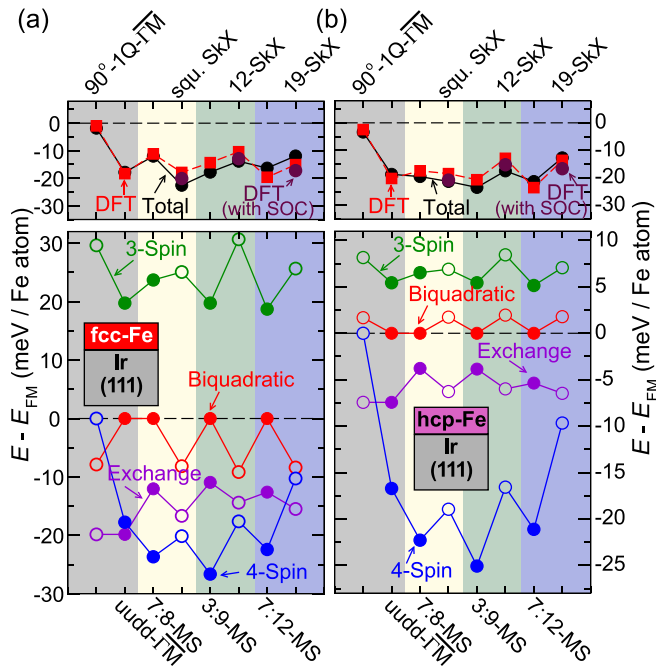 (a)
90°-1Q-ΓM
squ. SkX
12-SkX
19-SkX
0
-10
-20
-30
DFT
Total
DFT
(with SOC)
30
20
10
0
-10
-20
-30
E - E_FM (meV / Fe atom)
3-Spin
fcc-Fe
Ir
(111)
Biquadratic
Exchange
4-Spin
uudd-ΓM
7:8-MS
3:9-MS
7:12-MS
(b)
90°-1Q-ΓM
squ. SkX
12-SkX
19-SkX
0
-10
-20
-30
DFT
Total
DFT
(with SOC)
10
5
0
-5
-10
-15
-20
-25
E - E_FM (meV / Fe atom)
3-Spin
Biquadratic
Exchange
hcp-Fe
Ir
(111)
4-Spin
uudd-ΓM
7:8-MS
3:9-MS
7:12-MS